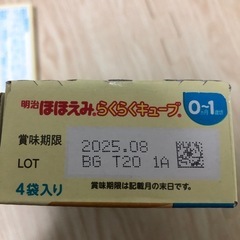 明治 ほほえみ® らくらくキューブ®
0~1
賞味期限 2025.08
LOT BG T20 1A
4袋入り 賞味期限は記載月の末日です。